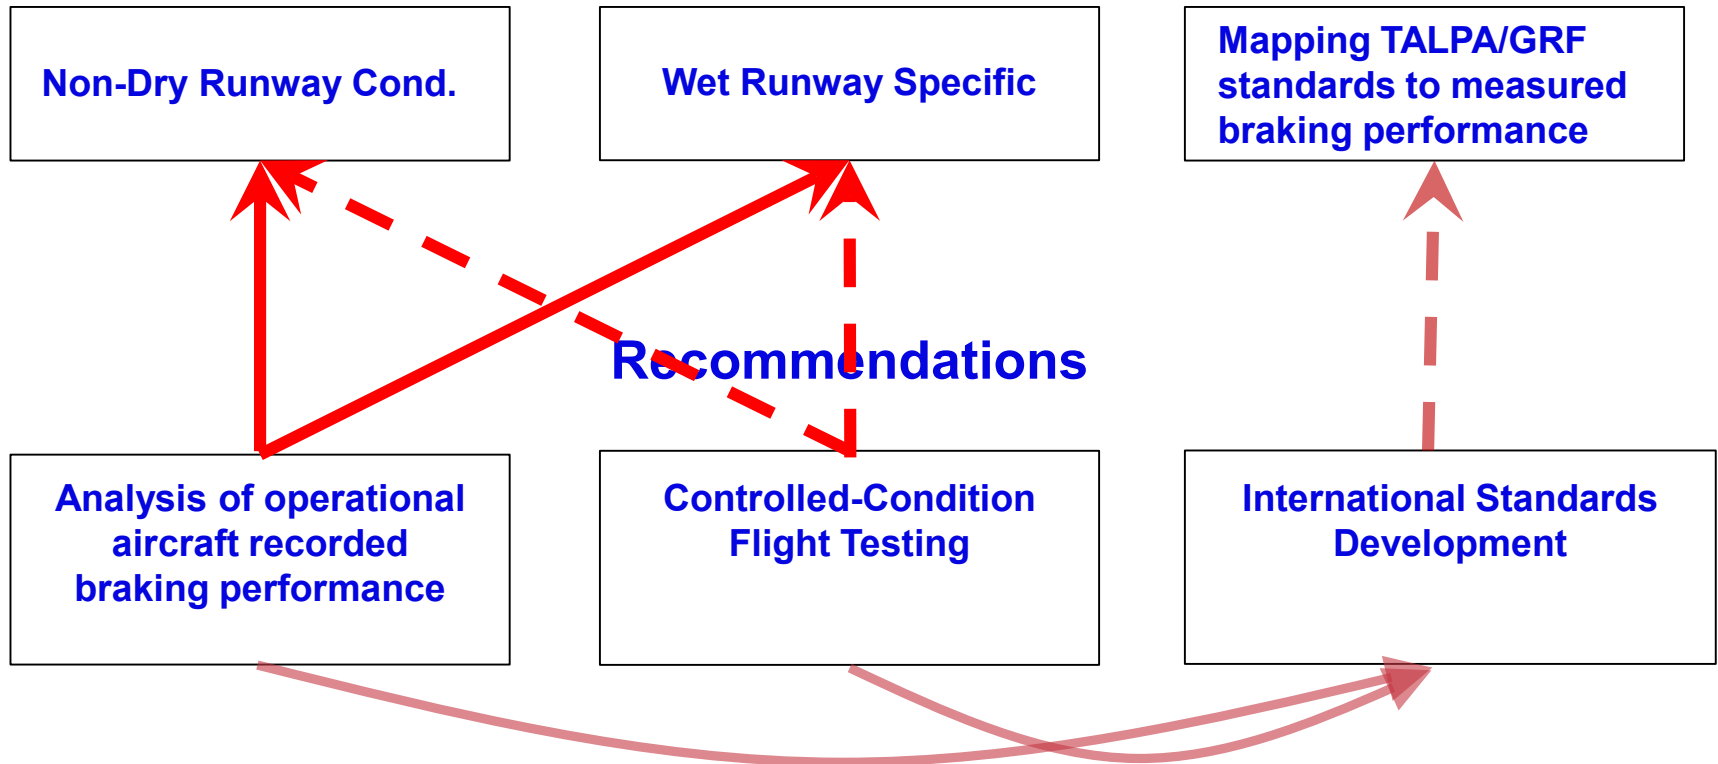 Non-Dry Runway Cond.
Wet Runway Specific
Mapping TALPA/GRF
standards to measured
braking performance
Recommendations
Analysis of operational
aircraft recorded
braking performance
Controlled-Condition
Flight Testing
International Standards
Development